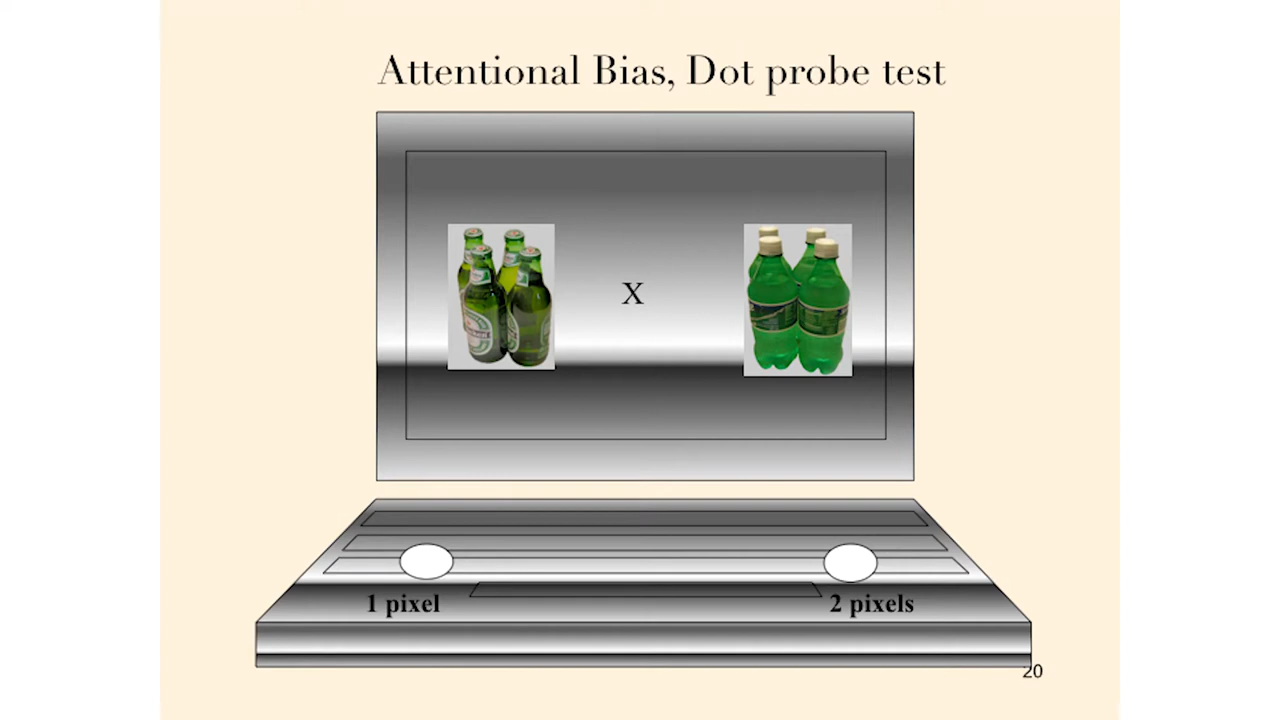 Attentional Bias, Dot probe test
X
1 pixel
2 pixels
20